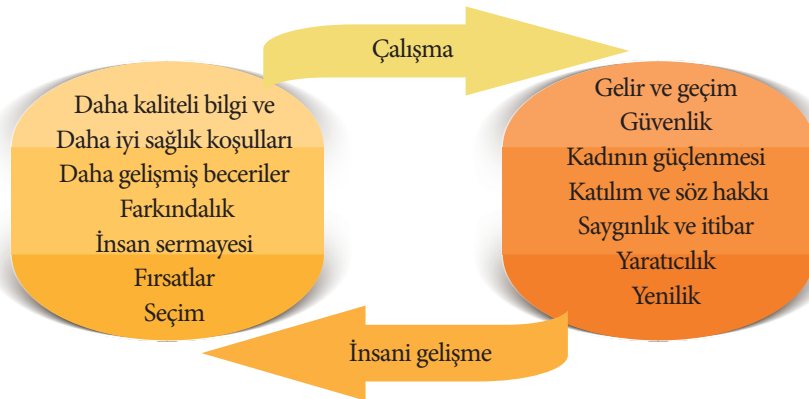 Çalışma
Daha kaliteli bilgi ve
Daha iyi sağlık koşulları
Daha gelişmiş beceriler
Farkındalık
İnsan sermayesi
Fırsatlar
Seçim
Gelir ve geçim
Güvenlik
Kadının güçlenmesi
Katılım ve söz hakkı
Saygınlık ve itibar
Yaratıcılık
Yenilik
İnsani gelişme